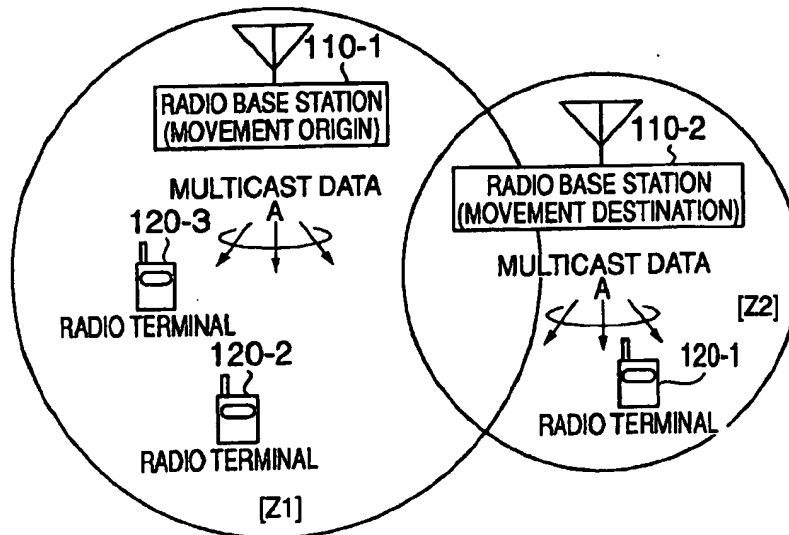 110-1
RADIO BASE STATION
(MOVEMENT ORIGIN)
MULTICAST DATA
A
120-3
RADIO TERMINAL
120-2
RADIO TERMINAL
[Z1]
110-2
RADIO BASE STATION
(MOVEMENT DESTINATION)
MULTICAST DATA
A
[Z2]
120-1
RADIO TERMINAL